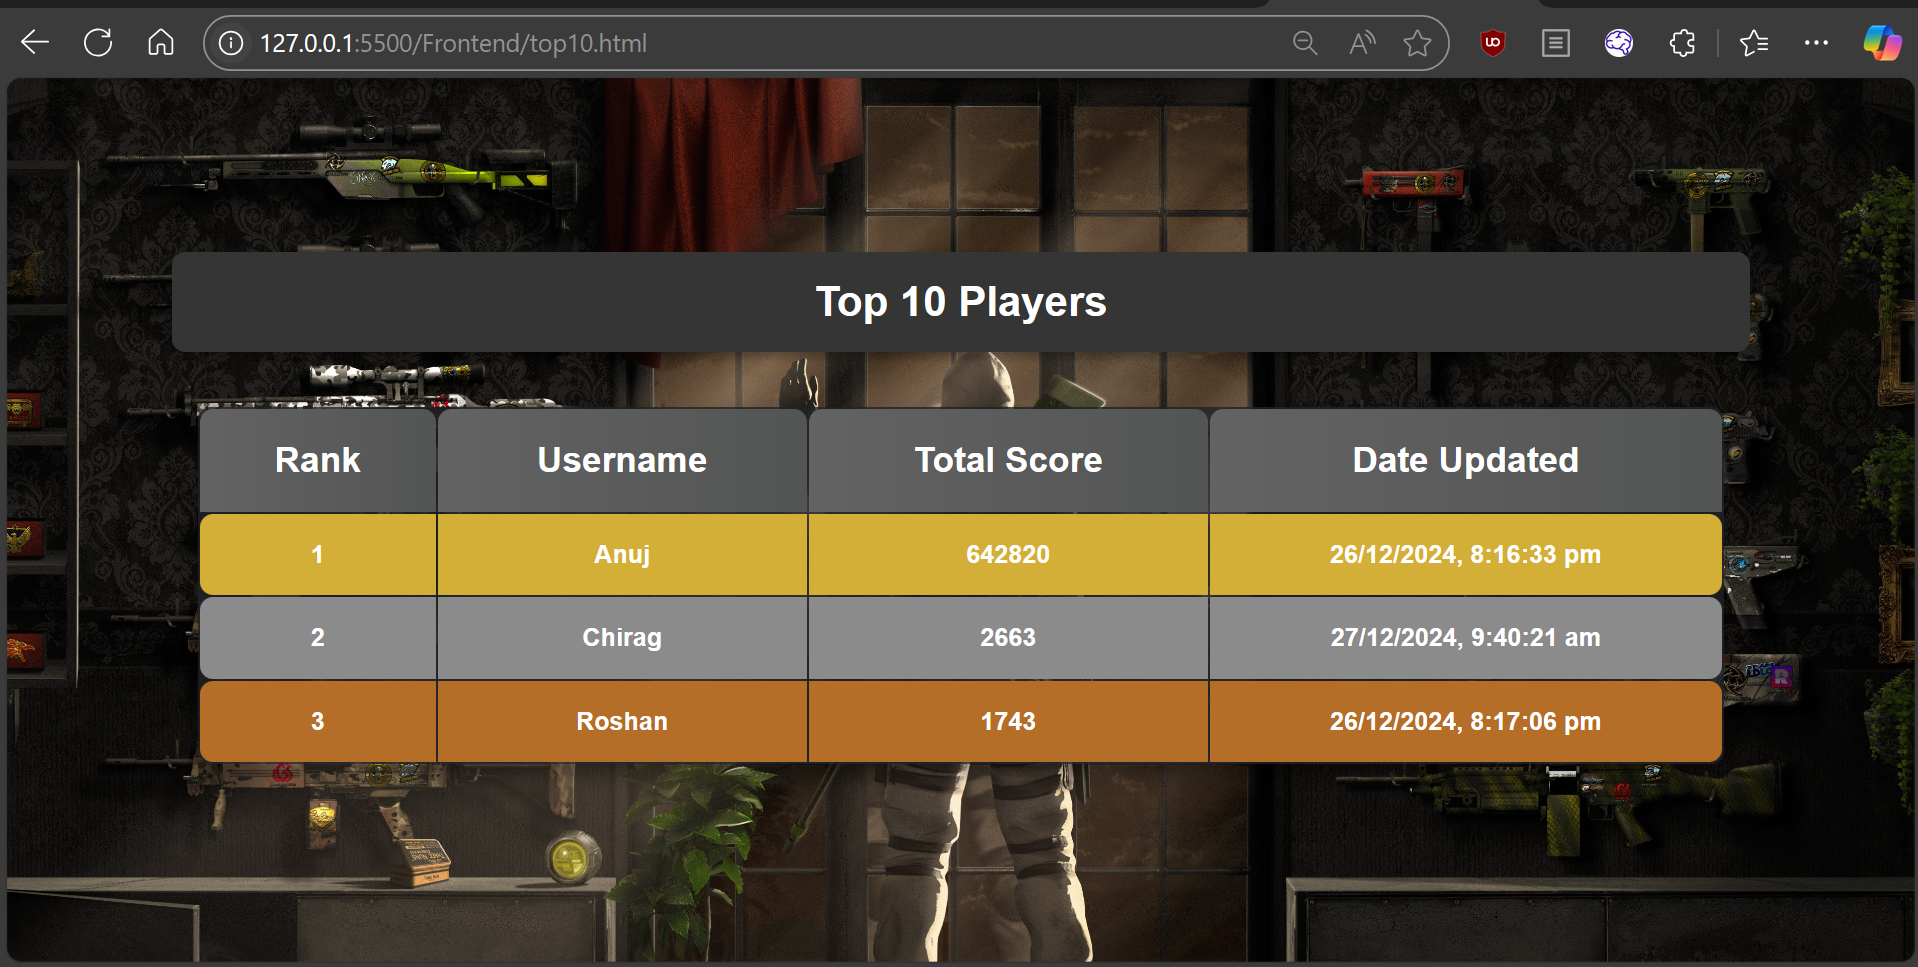 127.0.0.1:5500/Frontend/top10.html
Top 10 Players
Rank Username Total Score Date Updated
1 Anuj 642820 26/12/2024, 8:16:33 pm
2 Chirag 2663 27/12/2024, 9:40:21 am
3 Roshan 1743 26/12/2024, 8:17:06 pm